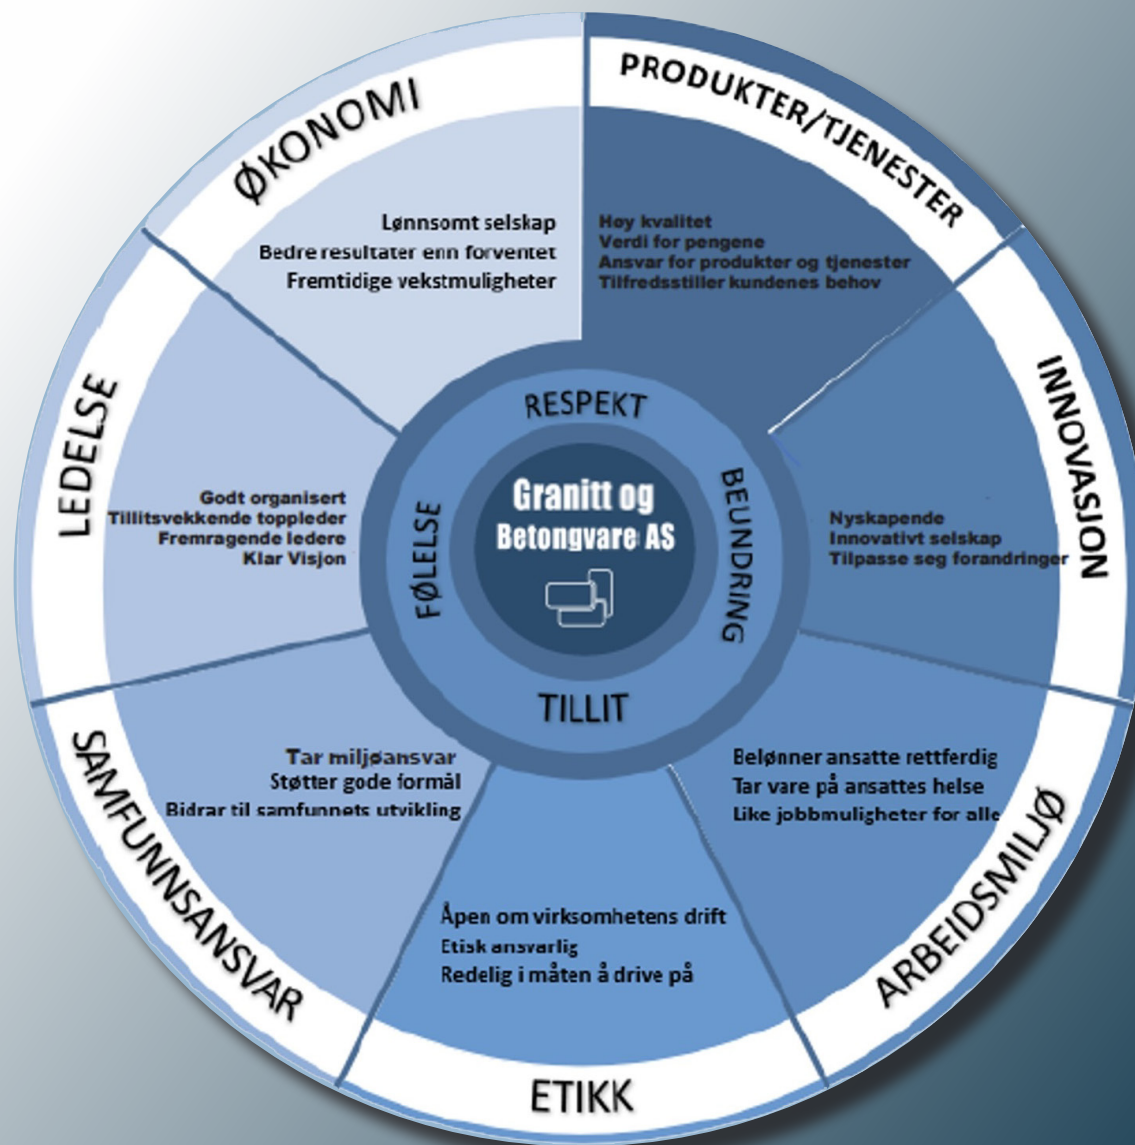 ØKONOMI
Lønnsomt selskap
Bedre resultater enn forventet
Fremtidige vekstmuligheter
PRODUKTER/TJENESTER
Høy kvalitet
Verdi for pengene
Ansvar for produkter og tjenester
Tilfredsstiller kundenes behov
INNOVASJON
Nyskapende
Innovativt selskap
Tilpasse seg forandringer
ARBEIDSMILJØ
Belønner ansatte rettferdig
Tar vare på ansattes helse
Like jobbmuligheter for alle
ETIKK
Åpen om virksomhetens drift
Etisk ansvarlig
Redelig i måten å drive på
SAMFUNNSANSVAR
Tar miljøansvar
Støtter gode formål
Bidrar til samfunnets utvikling
LEDELSE
Godt organisert
Tillitsvekkende toppleder
Fremragende ledere
Klar Visjon
RESPEKT
BEUNDRING
TILLIT
FØLELSE
Granitt og
Betongvare AS